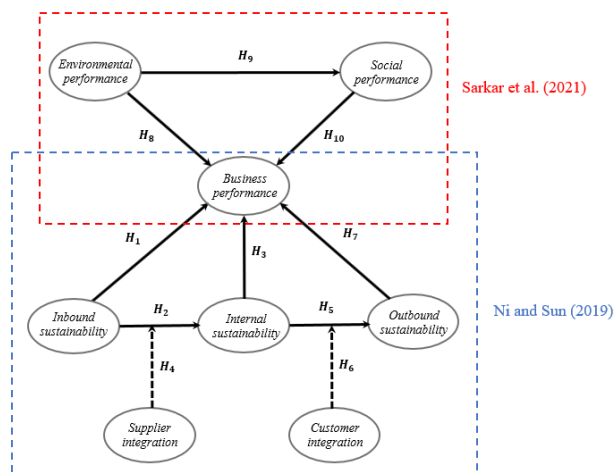 Environmental
performance
H9
Social
performance
Sarkar et al. (2021)
H8
H10
Business
performance
H1
H3
H7
Inbound
sustainability
H2
Internal
sustainability
H5
Outbound
sustainability
Ni and Sun (2019)
H4
H6
Supplier
integration
Customer
integration